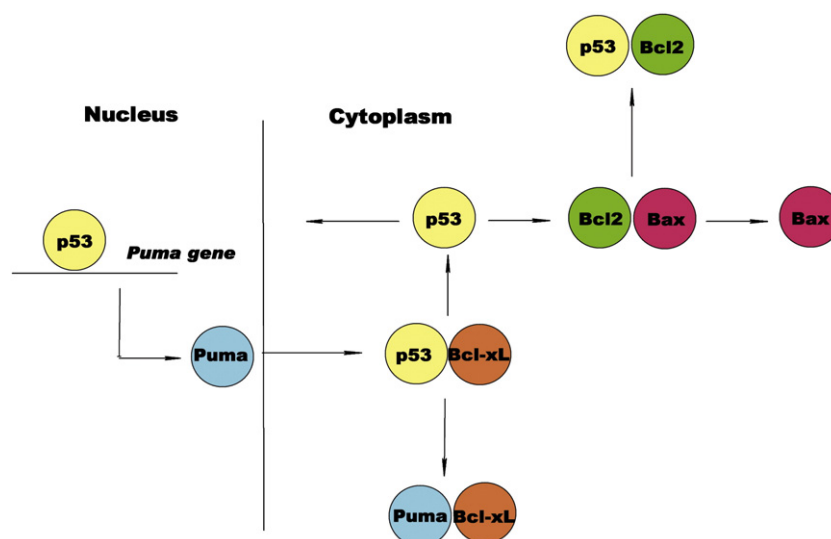 p53 Bcl2
Nucleus Cytoplasm
p53 Bcl2 Bax Bax
p53 Puma gene
Puma p53 Bcl-xL
Puma Bcl-xL